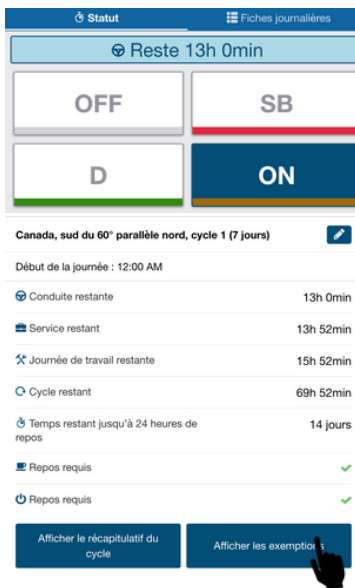 Statut
Fiches journalières
Reste 13h 0min
OFF
SB
D
ON
Canada, sud du 60° parallèle nord, cycle 1 (7 jours)
Début de la journée : 12:00 AM
Conduite restante 13h 0min
Service restant 13h 52min
Journée de travail restante 15h 52min
Cycle restant 69h 52min
Temps restant jusqu'à 24 heures de 14 jours
repos
Repos requis
Repos requis
Afficher le récapitulatif du
cycle
Afficher les exemptions